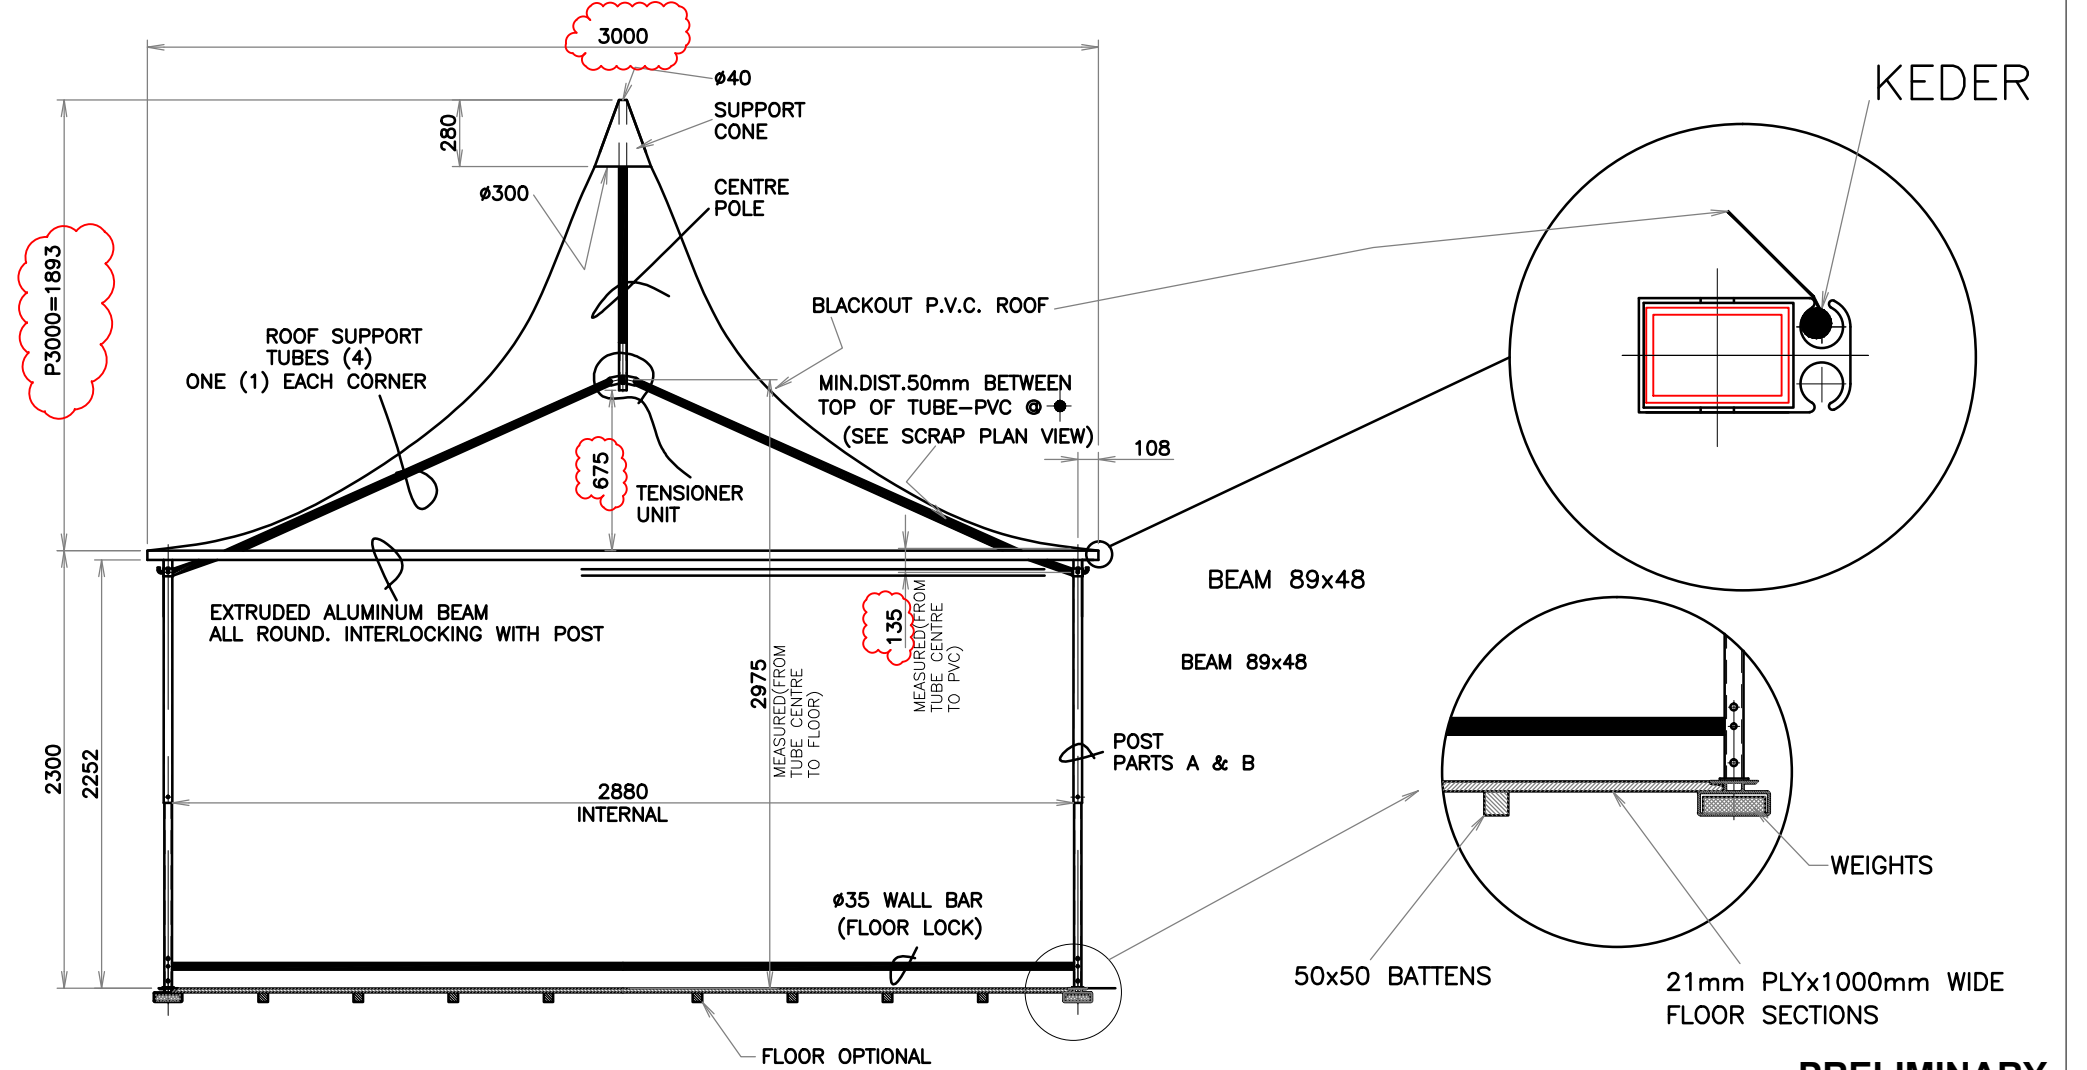 3000
ø40
SUPPORT
CONE
280
ø300
CENTRE
POLE
KEDER
P3000=1893
ROOF SUPPORT
TUBES (4)
ONE (1) EACH CORNER
BLACKOUT P.V.C. ROOF
MIN.DIST.50mm BETWEEN
TOP OF TUBE-PVC @
(SEE SCRAP PLAN VIEW)
108
675
TENSIONER
UNIT
EXTRUDED ALUMINUM BEAM
ALL ROUND. INTERLOCKING WITH POST
135
MEASURED(FROM
TUBE CENTRE
TO PVC)
2975
MEASURED(FROM
TUBE CENTRE
TO FLOOR)
BEAM 89x48
BEAM 89x48
2300
2252
POST
PARTS A & B
2880
INTERNAL
ø35 WALL BAR
(FLOOR LOCK)
WEIGHTS
50x50 BATTENS
21mm PLYx1000mm WIDE
FLOOR SECTIONS
FLOOR OPTIONAL
PRELIMINARY